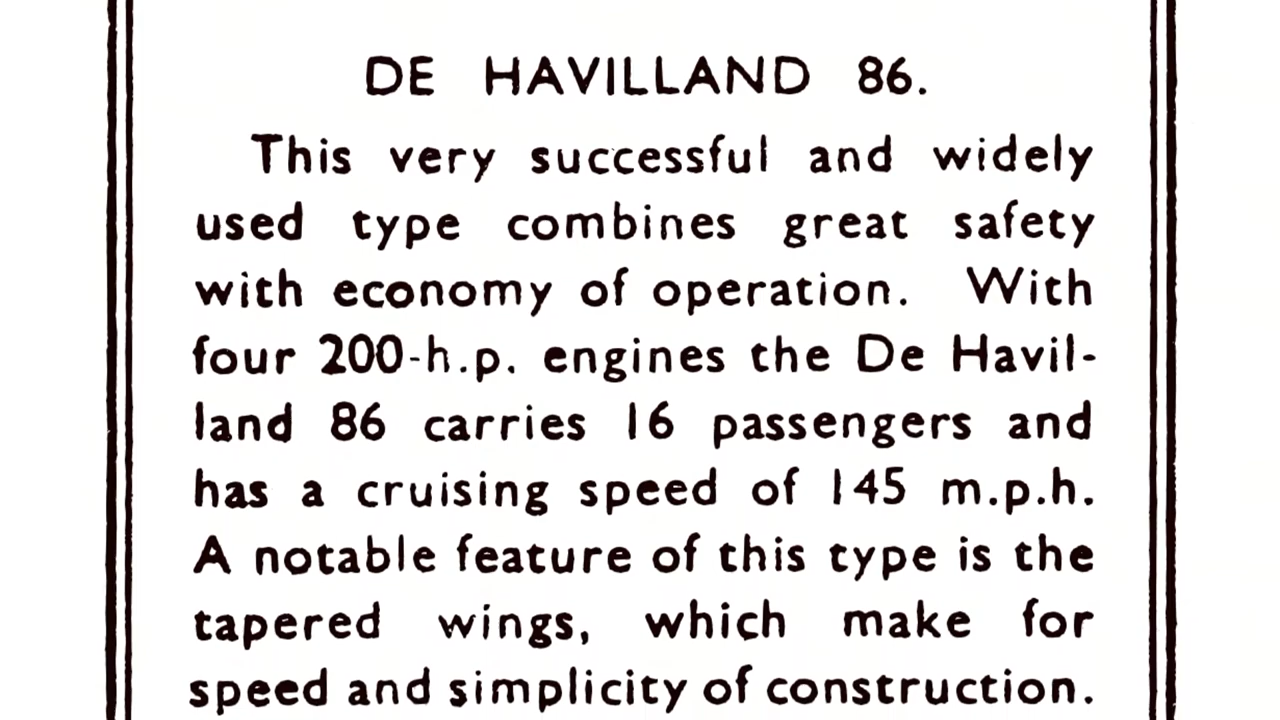 DE HAVILLAND 86.
This very successful and widely
used type combines great safety
with economy of operation. With
four 200-h.p. engines the De Havil-
land 86 carries 16 passengers and
has a cruising speed of 145 m.p.h.
A notable feature of this type is the
tapered wings, which make for
speed and simplicity of construction.